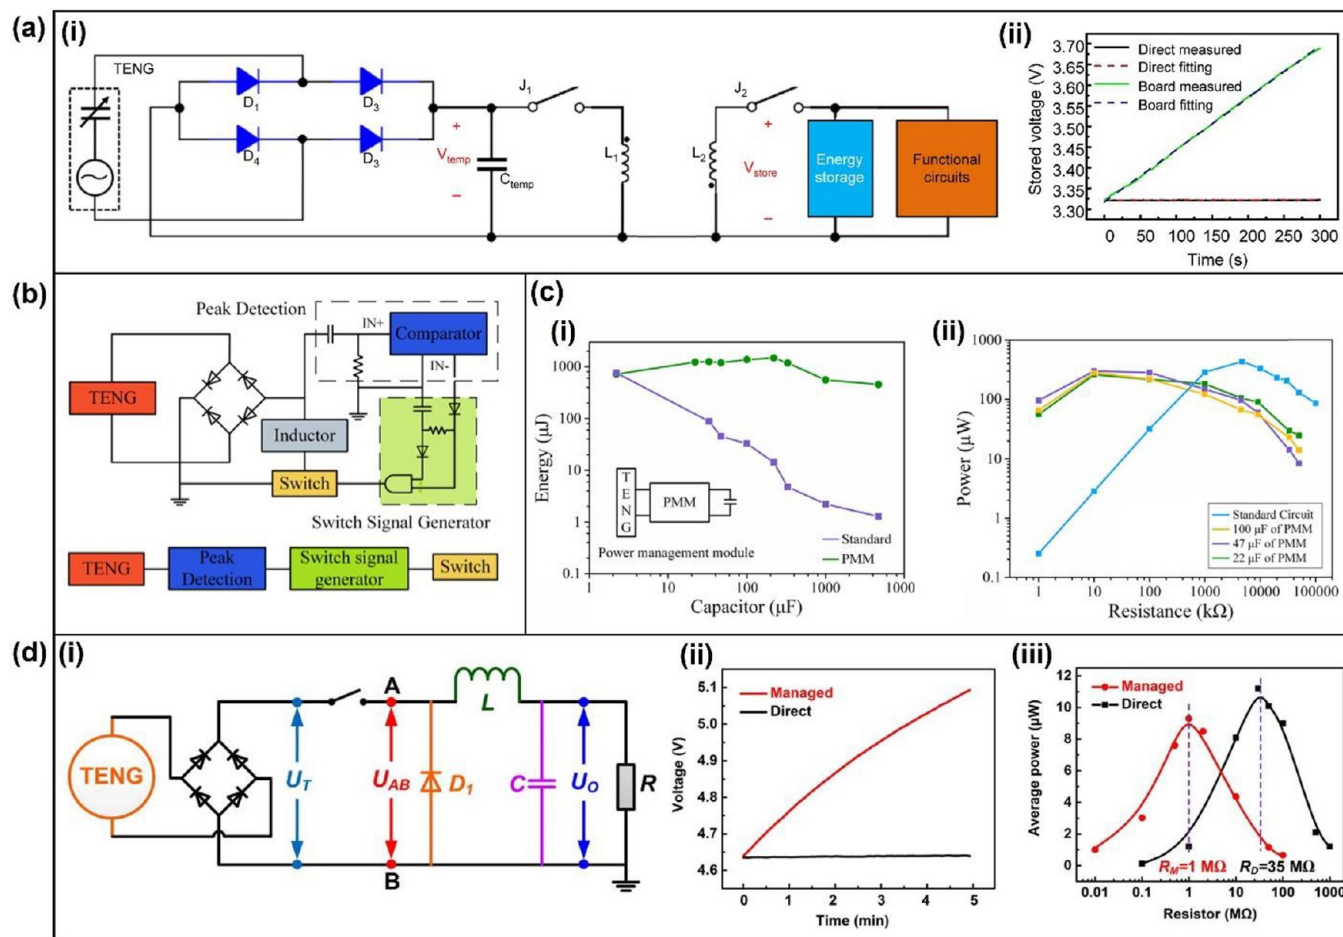 (a)
(i)
TENG
D1
D3
D4
D3
Vtemp
+
−
Ctemp
J1
L1
L2
J2
+
Vstore
−
Energy
storage
Functional
circuits
(ii)
Stored voltage (V)
3.70
3.65
3.60
3.55
3.50
3.45
3.40
3.35
3.30
Direct measured
Direct fitting
Board measured
Board fitting
0 50 100 150 200 250 300
Time (s)
(b)
Peak Detection
IN+
Comparator
IN-
TENG
Inductor
Switch
Switch Signal Generator
TENG
Peak
Detection
Switch signal
generator
Switch
(c)
(i)
Energy (μJ)
1000
100
10
1
0.1
TENG
PMM
Power management module
Standard
PMM
1 10 100 1000 10000
Capacitor (μF)
(ii)
Power (μW)
1000
100
10
1
0.1
Standard Circuit
100 μF of PMM
47 μF of PMM
22 μF of PMM
1 10 100 1000 10000 100000
Resistance (kΩ)
(d)
(i)
TENG
UT
A
UAB
B
D1
L
C
UO
R
(ii)
Voltage (V)
5.1
5.0
4.9
4.8
4.7
4.6
Managed
Direct
0 1 2 3 4 5
Time (min)
(iii)
Average power (μW)
12
10
8
6
4
2
0
Managed
Direct
RM=1 MΩ
RD=35 MΩ
0.01 0.1 1 10 100 1000
Resistor (MΩ)